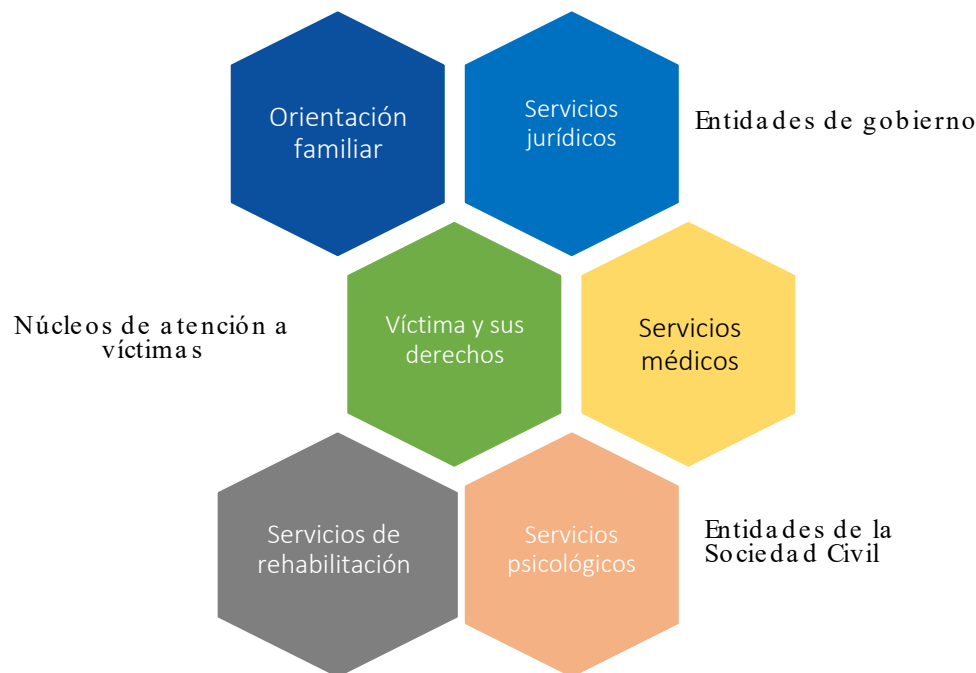 Orientación
familiar
Servicios
jurídicos
Entidades de gobierno
Núcleos de atención a
víctimas
Víctima y sus
derechos
Servicios
médicos
Servicios de
rehabilitación
Servicios
psicológicos
Entidades de la
Sociedad Civil